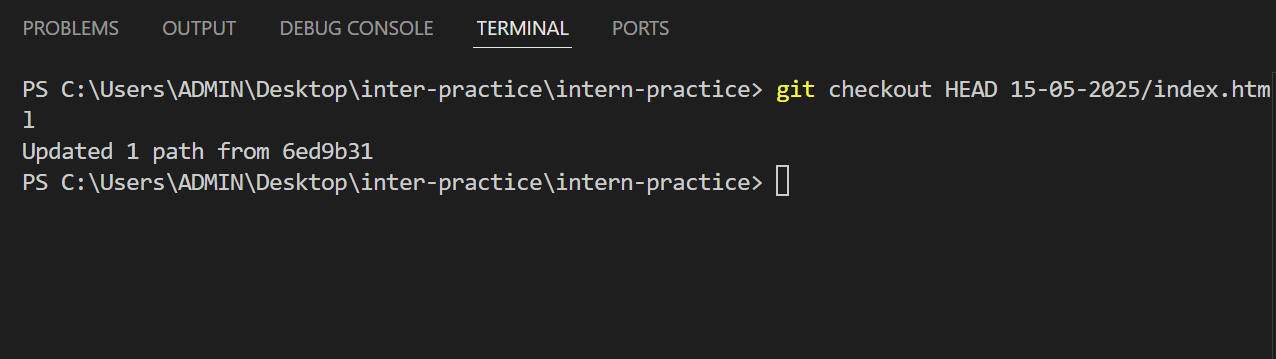 PROBLEMS OUTPUT DEBUG CONSOLE TERMINAL PORTS
PS C:\Users\ADMIN\Desktop\inter-practice\intern-practice> git checkout HEAD 15-05-2025/index.htm
l
Updated 1 path from 6ed9b31
PS C:\Users\ADMIN\Desktop\inter-practice\intern-practice>